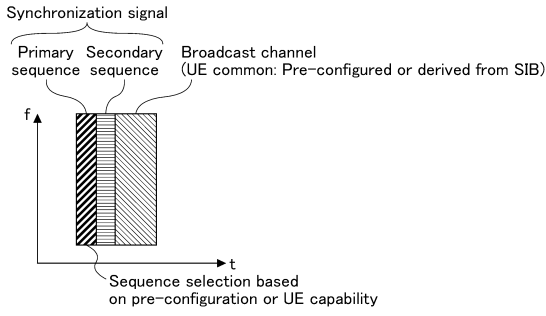 Synchronization signal
Primary sequence
Secondary sequence
Broadcast channel
(UE common: Pre-configured or derived from SIB)
f
t
Sequence selection based
on pre-configuration or UE capability